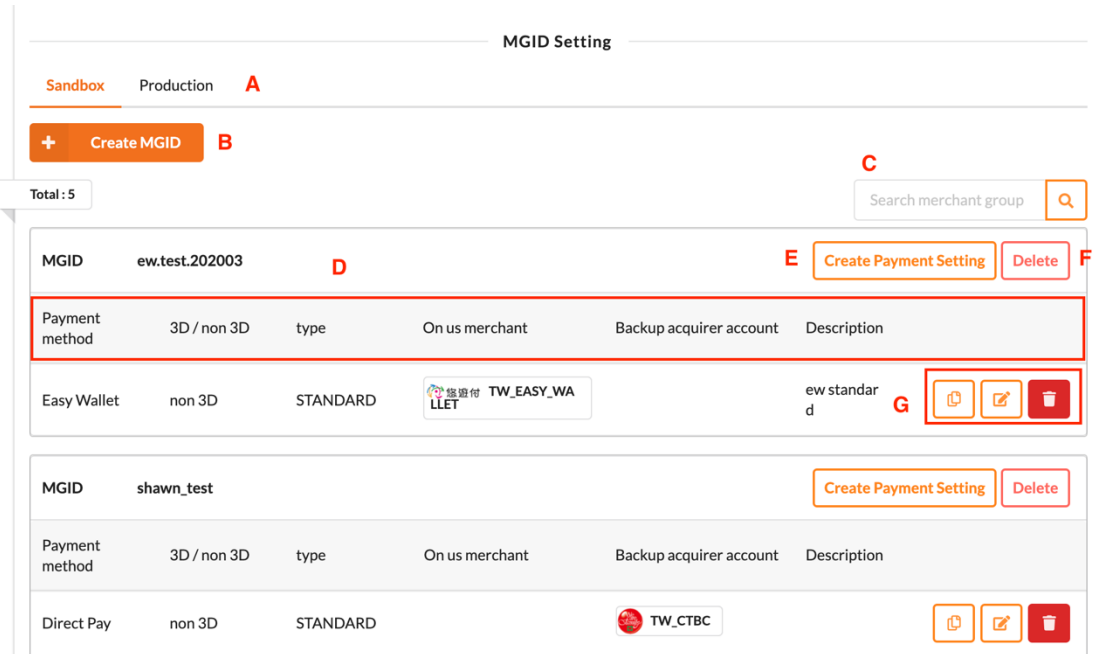 MGID Setting
Sandbox Production A
Create MGID B
C
Total : 5 Search merchant group
MGID ew.test.202003 D E Create Payment Setting Delete F
Payment method 3D / non 3D type On us merchant Backup acquirer account Description
Easy Wallet non 3D STANDARD 悠遊付 TW_EASY_WA
LLET ew standar
d G
MGID shawn_test Create Payment Setting Delete
Payment method 3D / non 3D type On us merchant Backup acquirer account Description
Direct Pay non 3D STANDARD TW_CTBC